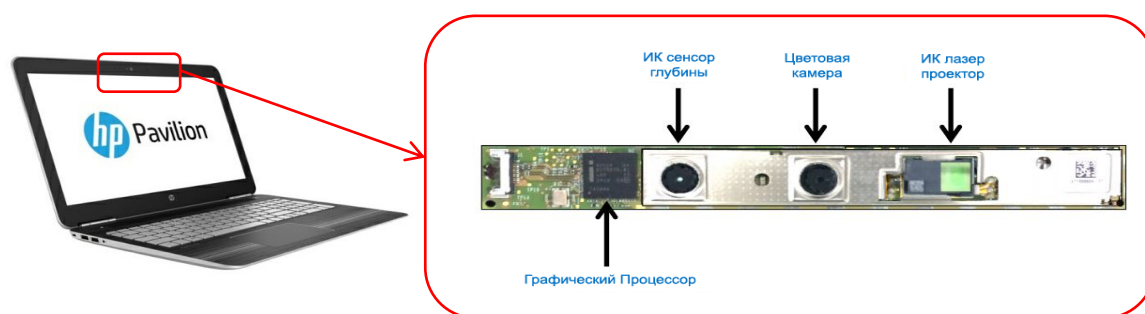 ИК сенсор
глубины
Цветовая
камера
ИК лазер
проектор
hp Pavilion
Графический Процессор